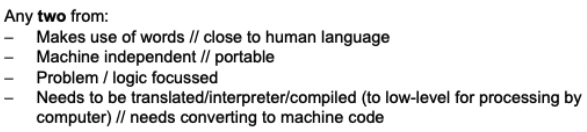 Any two from:
– Makes use of words // close to human language
– Machine independent // portable
– Problem / logic focussed
– Needs to be translated/interpreter/compiled (to low-level for processing by
computer) // needs converting to machine code